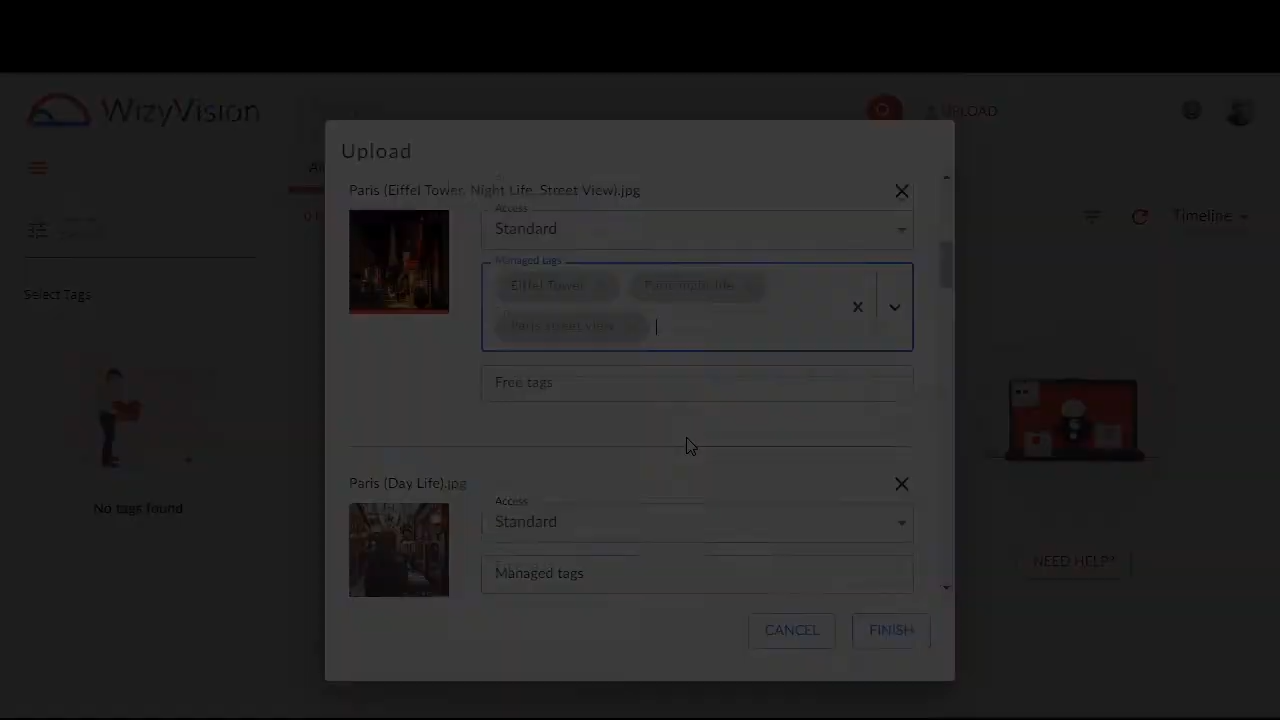 WizyVision
UPLOAD
Upload
Paris (Eiffel Tower, Night Life, Street View).jpg
Access
Standard
Timeline
Managed tags
Eiffel Tower
Paris night life
Paris street view
Select Tags
Free tags
Paris (Day Life).jpg
Access
Standard
No tags found
Managed tags
NEED HELP?
CANCEL
FINISH